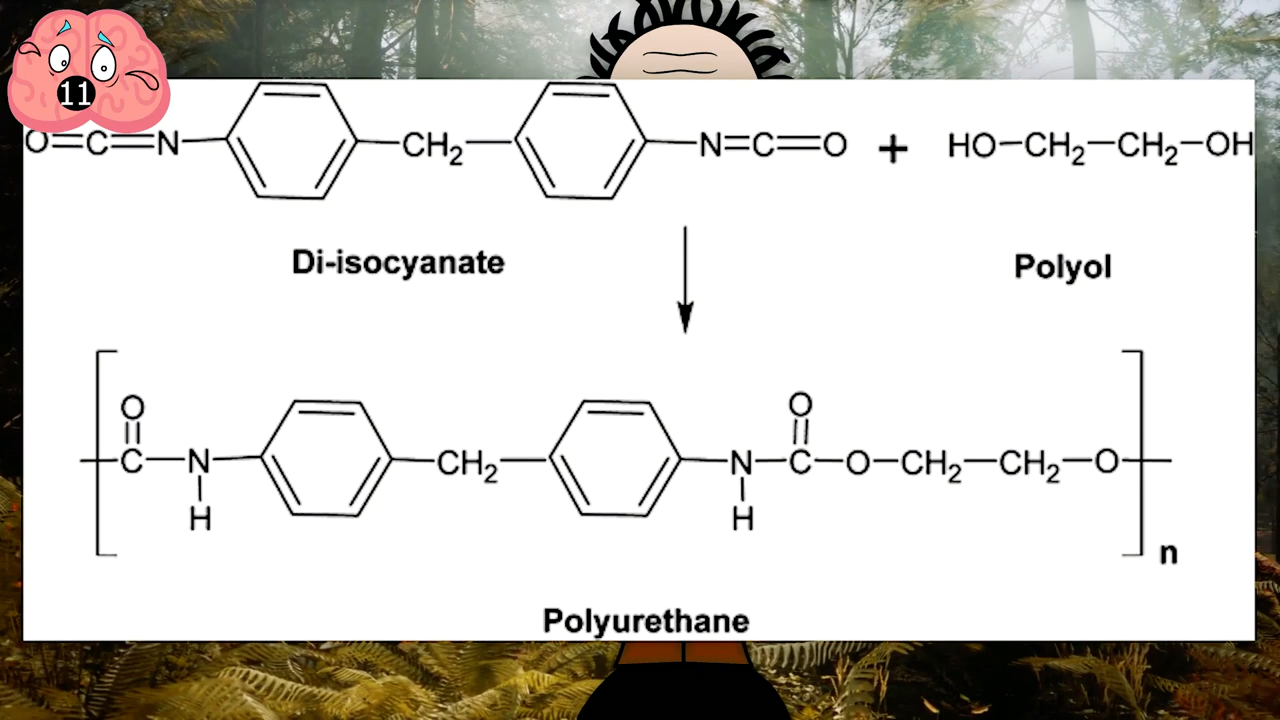 11
O=C=N CH2 N=C=O + HO-CH2-CH2-OH
Di-isocyanate
Polyol
O O
C-N CH2 N-C-O-CH2-CH2-O
H H
n
Polyurethane